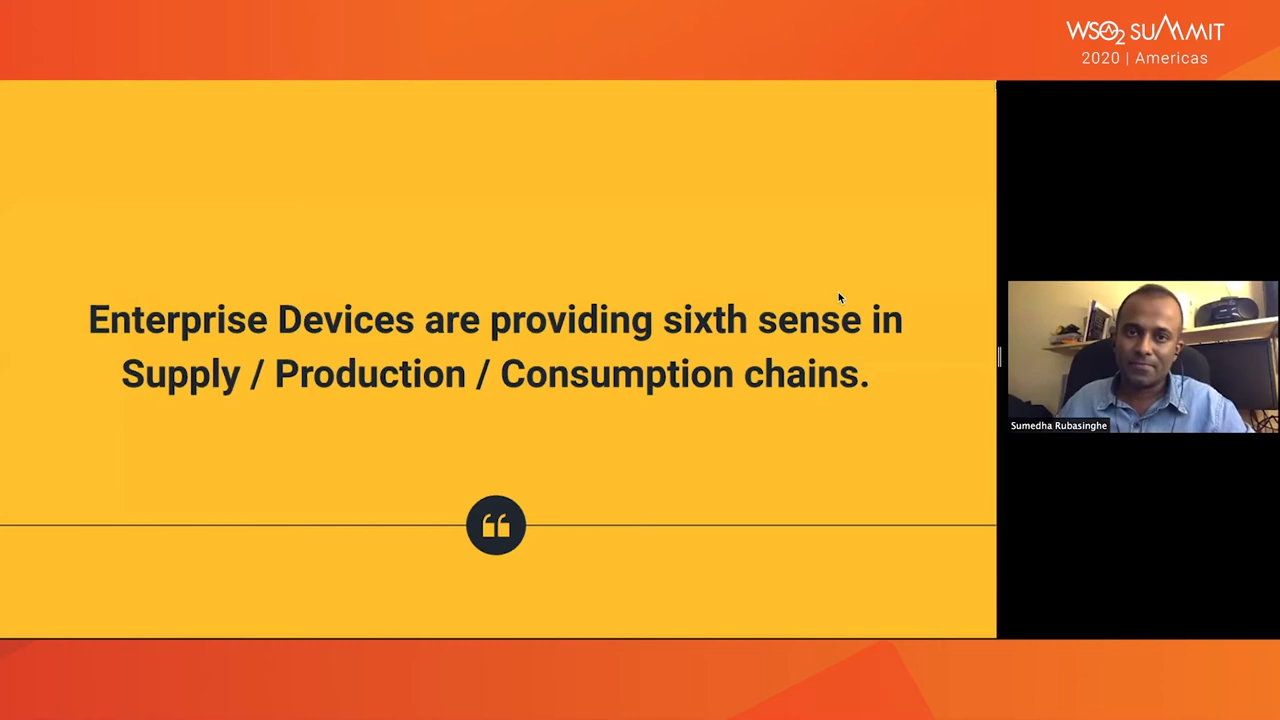 WSO2 SUMMIT
2020 | Americas
Enterprise Devices are providing sixth sense in
Supply / Production / Consumption chains.
❝
Sumedha Rubasinghe